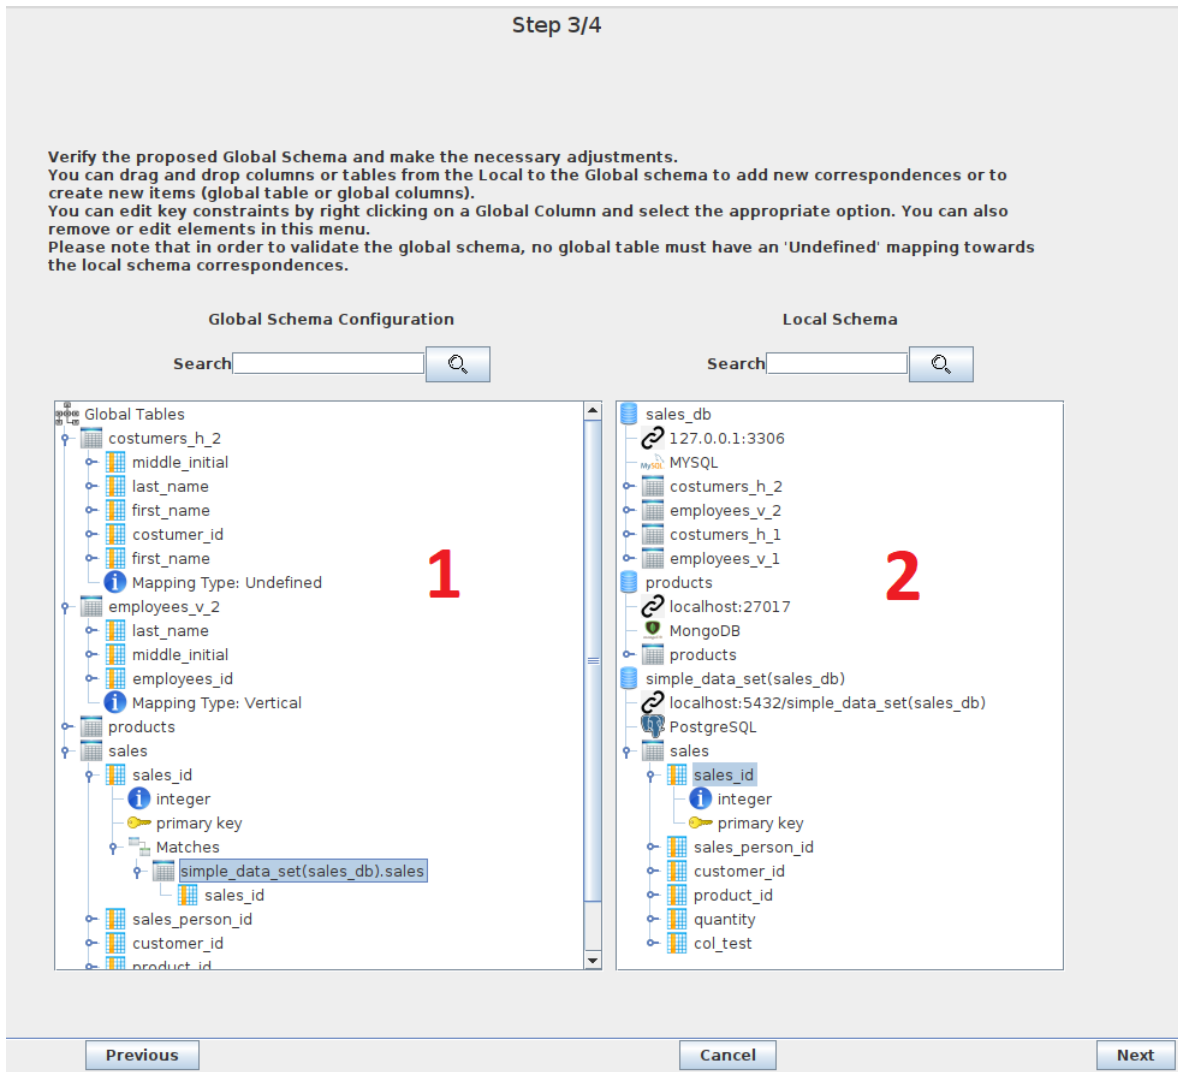 Step 3/4
Verify the proposed Global Schema and make the necessary adjustments.
You can drag and drop columns or tables from the Local to the Global schema to add new correspondences or to
create new items (global table or global columns).
You can edit key constraints by right clicking on a Global Column and select the appropriate option. You can also
remove or edit elements in this menu.
Please note that in order to validate the global schema, no global table must have an 'Undefined' mapping towards
the local schema correspondences.
Global Schema Configuration
Search
Global Tables
costumers_h_2
middle_initial
last_name
first_name
costumer_id
first_name
Mapping Type: Undefined
employees_v_2
last_name
middle_initial
employees_id
Mapping Type: Vertical
products
sales
sales_id
integer
primary key
Matches
simple_data_set(sales_db).sales
sales_id
sales_person_id
customer_id
product_id
1
Local Schema
Search
sales_db
127.0.0.1:3306
MySQL MYSQL
costumers_h_2
employees_v_2
costumers_h_1
employees_v_1
products
localhost:27017
MongoDB
products
simple_data_set(sales_db)
localhost:5432/simple_data_set(sales_db)
PostgreSQL
sales
sales_id
integer
primary key
sales_person_id
customer_id
product_id
quantity
col_test
2
Previous
Cancel
Next